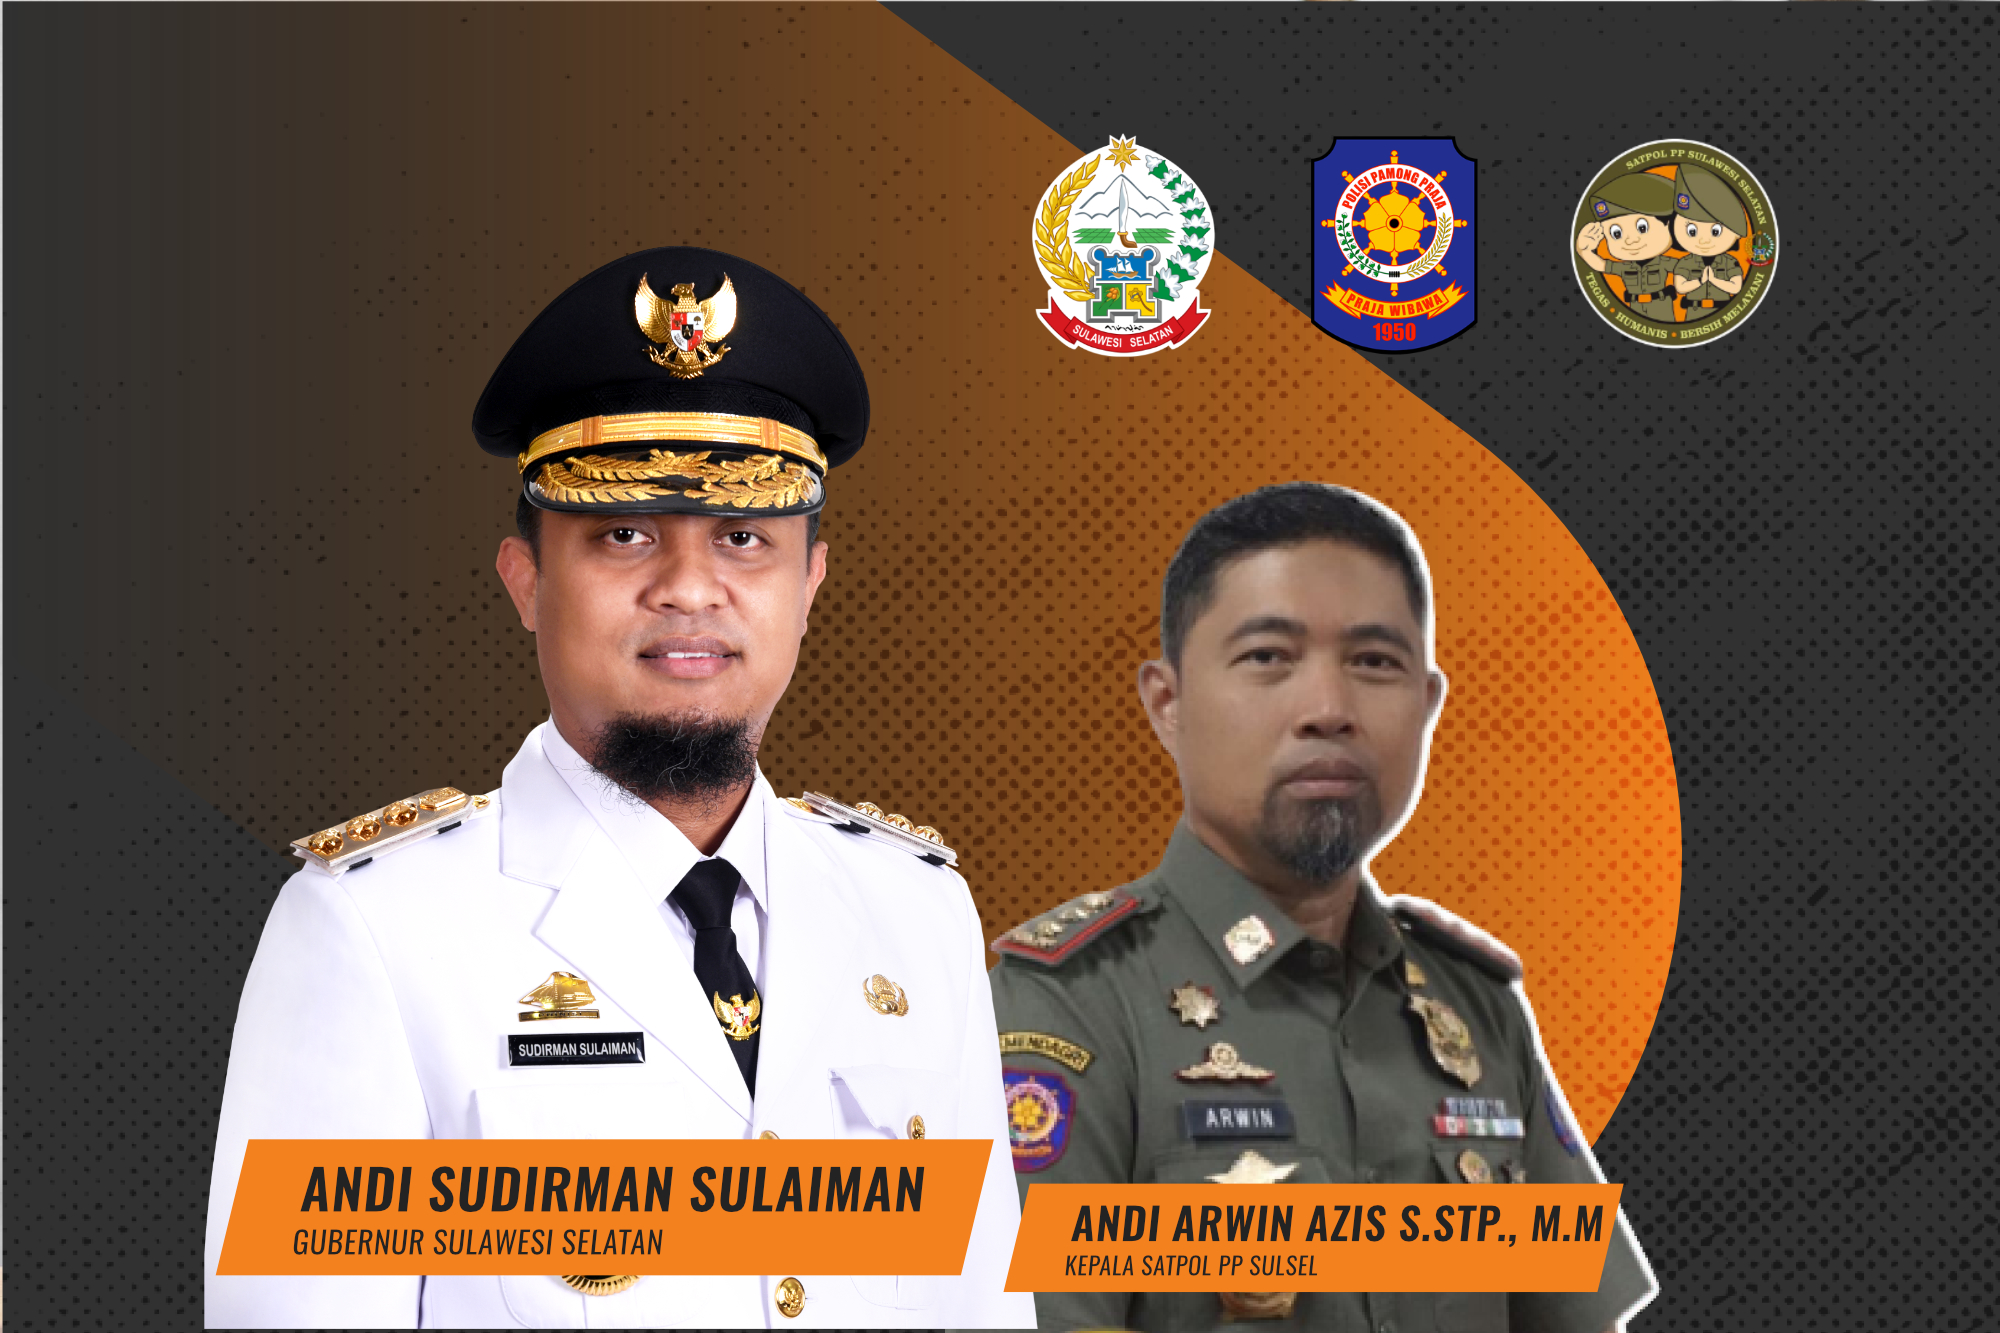 SULAWESI SELATAN
POLISI PAMONG PRAJA
PRAJA WIBAWA
1950
SATPOL PP SULAWESI SELATAN
TEGAS • HUMANIS • BERSIH MELAYANI
SUDIRMAN SULAIMAN
ARWIN
ANDI SUDIRMAN SULAIMAN
GUBERNUR SULAWESI SELATAN
ANDI ARWIN AZIS S.STP., M.M
KEPALA SATPOL PP SULSEL